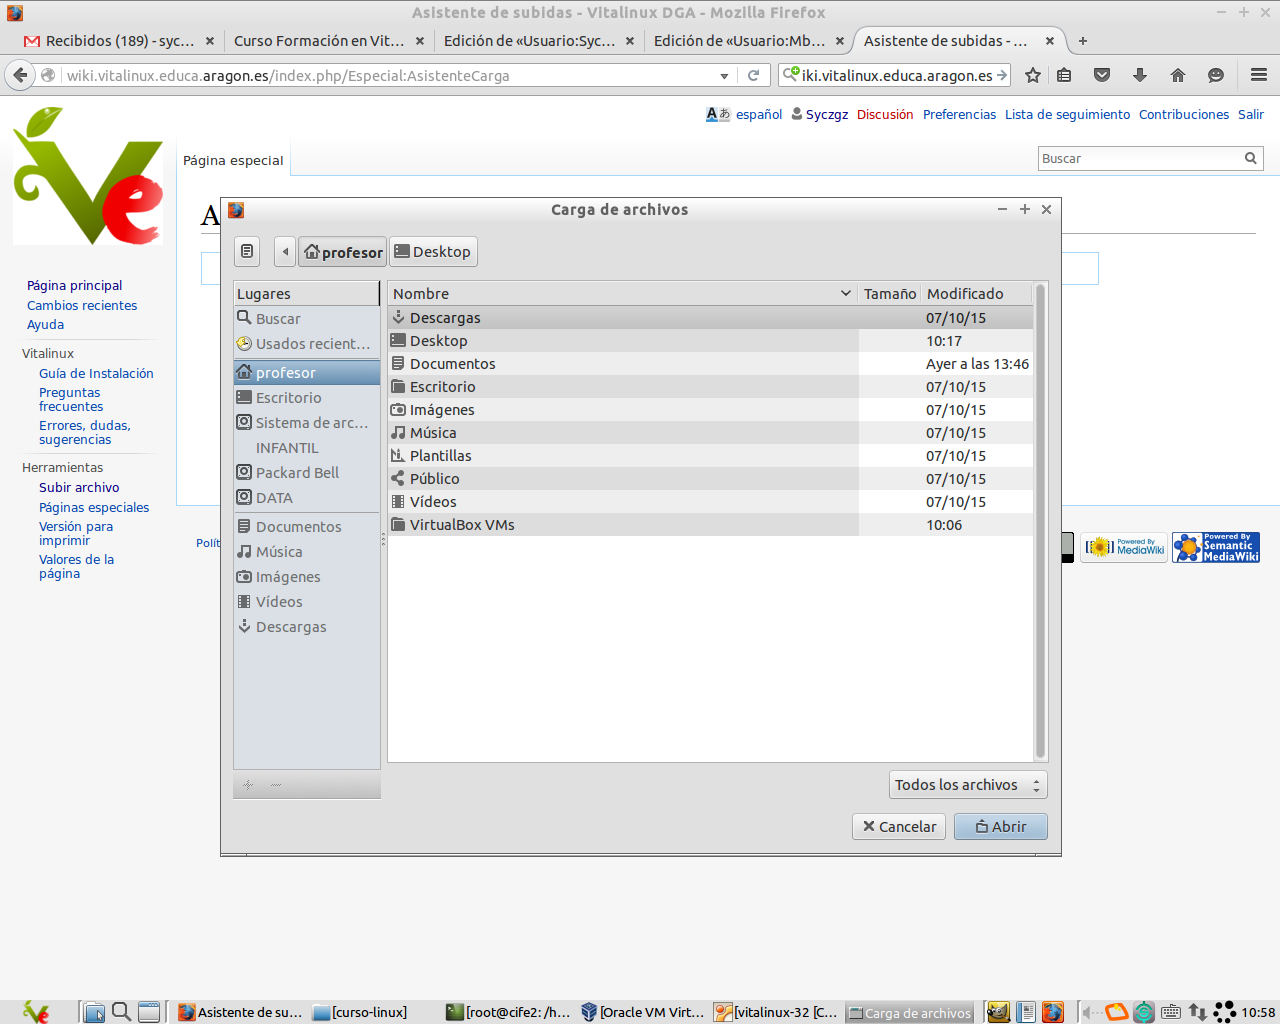 Asistente de subidas - Vitalinux DGA - Mozilla Firefox
Recibidos (189) - syc...
Curso Formación en Vit...
Edición de «Usuario:Syc...
Edición de «Usuario:Mb...
Asistente de subidas - ...
wiki.vitalinux.educa.aragon.es/index.php/Especial:AsistenteCarga
iki.vitalinux.educa.aragon.es
español Syczgz Discusión Preferencias Lista de seguimiento Contribuciones Salir
Página especial
Buscar
A
Página principal
Cambios recientes
Ayuda
Vitalinux
Guía de Instalación
Preguntas
frecuentes
Errores, dudas,
sugerencias
Herramientas
Subir archivo
Páginas especiales
Versión para
imprimir
Valores de la
página
Polít
Carga de archivos
profesor
Desktop
Lugares
Buscar
Usados recient...
profesor
Escritorio
Sistema de arc...
INFANTIL
Packard Bell
DATA
Documentos
Música
Imágenes
Vídeos
Descargas
Nombre Tamaño Modificado
Descargas 07/10/15
Desktop 10:17
Documentos Ayer a las 13:46
Escritorio 07/10/15
Imágenes 07/10/15
Música 07/10/15
Plantillas 07/10/15
Público 07/10/15
Vídeos 07/10/15
VirtualBox VMs 10:06
Todos los archivos
Cancelar
Abrir
Powered By
MediaWiki
Powered By
Semantic
MediaWiki
Asistente de su...
[curso-linux]
[root@cife2: /h...
[Oracle VM Virt...
[vitalinux-32 [C...
Carga de archivos
10:58